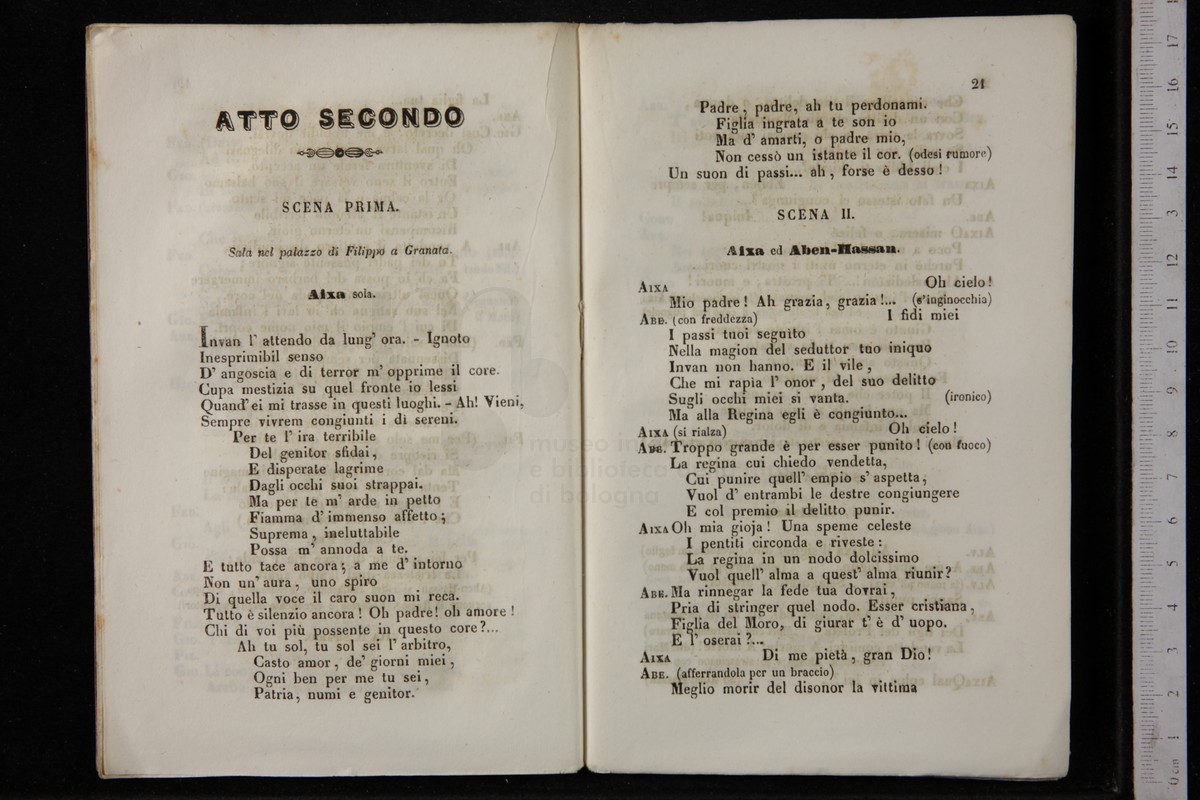 ATTO SECONDO
SCENA PRIMA.
Sala nel palazzo di Filippo a Granata.
Aixa sola.
Invan l' attendo da lung' ora. - Ignoto
Inesprimibil senso
D' angoscia e di terror m' opprime il core.
Cupa mestizia su quel fronte io lessi
Quand' ei mi trasse in questi luoghi. - Ah! Vieni,
Sempre vivrem congiunti i dì sereni.
Per te l' ira terribile
Del genitor sfidai,
E disperate lagrime
Dagli occhi suoi strappai.
Ma per te m' arde in petto
Fiamma d' immenso affetto;
Suprema, ineluttabile
Possa m' annoda a te.
E tutto tace ancora; a me d' intorno
Non un' aura, uno spiro
Di quella voce il caro suon mi reca.
Tutto è silenzio ancora! Oh padre! oh amore!
Chi di voi più possente in questo core?...
Ah tu sol, tu sol sei l' arbitro,
Casto amor, de' giorni miei,
Ogni ben per me tu sei,
Patria, numi e genitor.
21
Padre, padre, ah tu perdonami.
Figlia ingrata a te son io
Ma d' amarti, o padre mio,
Non cessò un istante il cor. (odesi rumore)
Un suon di passi... ah, forse è desso!
SCENA II.
Aixa ed Aben-Hassan.
AIXA Oh cielo!
Mio padre! Ah grazia, grazia!... (s'inginocchia)
ABE. (con freddezza) I fidi miei
I passi tuoi seguito
Nella magion del seduttor tuo iniquo
Invan non hanno. E il vile,
Che mi rapia l' onor, del suo delitto
Sugli occhi miei si vanta. (ironico)
Ma alla Regina egli è congiunto...
AIXA (si rialza) Oh cielo!
ABE. Troppo grande è per esser punito! (con fuoco)
La regina cui chiedo vendetta,
Cui punire quell' empio s' aspetta,
Vuol d' entrambi le destre congiungere
E col premio il delitto punir.
AIXA Oh mia gioja! Una speme celeste
I pentiti circonda e riveste:
La regina in un nodo dolcissimo
Vuol quell' alma a quest' alma riunir?
ABE. Ma rinnegar la fede tua dovrai,
Pria di stringer quel nodo. Esser cristiana,
Figlia del Moro, di giurar t' è d' uopo.
E l' oserai?...
AIXA Di me pietà, gran Dio!
ABE. (afferrandola per un braccio)
Meglio morir del disonor la vittima
museo in
e biblioteca
di bologna